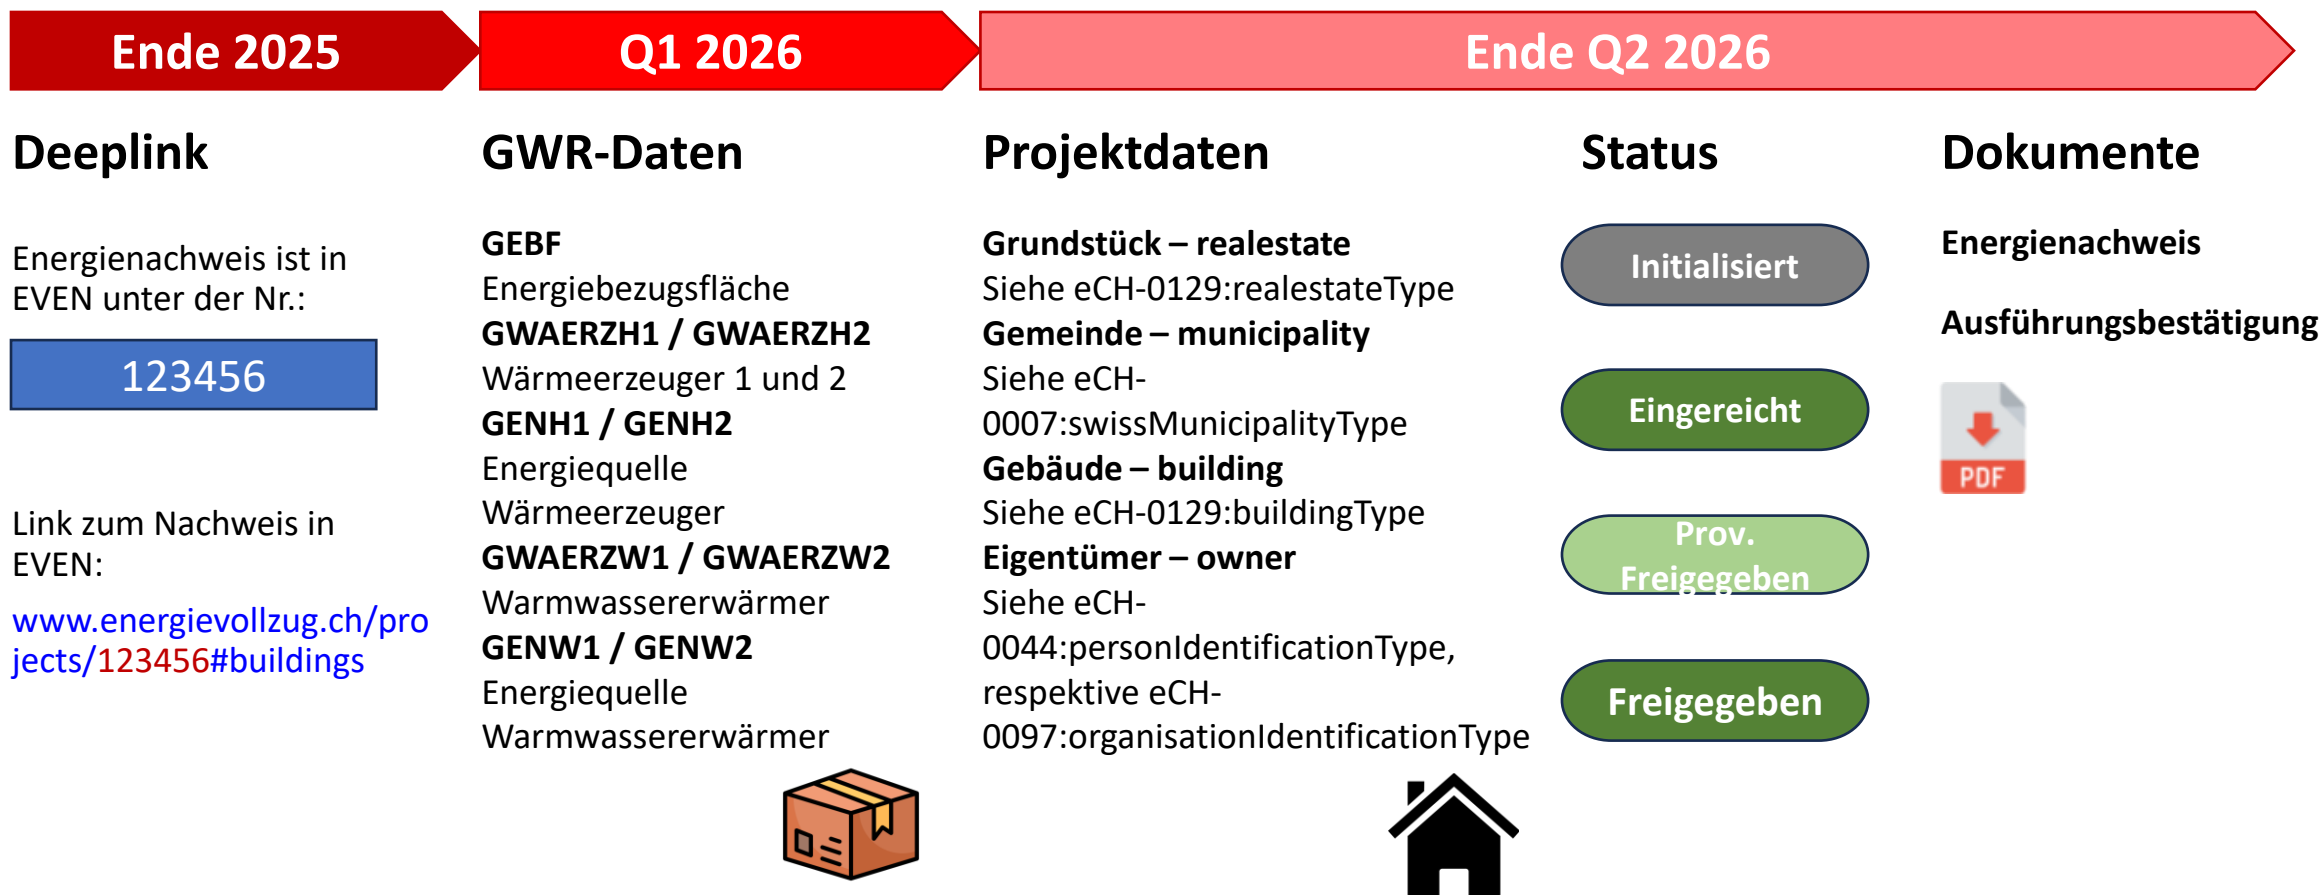 Ende 2025
Q1 2026
Ende Q2 2026
Deeplink
Energienachweis ist in
EVEN unter der Nr.:
123456
Link zum Nachweis in
EVEN:
www.energievollzug.ch/pro
jects/123456#buildings
GWR-Daten
GEBF
Energiebezugsfläche
GWAERZH1 / GWAERZH2
Wärmeerzeuger 1 und 2
GENH1 / GENH2
Energiequelle
Wärmeerzeuger
GWAERZW1 / GWAERZW2
Warmwassererwärmer
GENW1 / GENW2
Energiequelle
Warmwassererwärmer
Projektdaten
Grundstück – realestate
Siehe eCH-0129:realestateType
Gemeinde – municipality
Siehe eCH-
0007:swissMunicipalityType
Gebäude – building
Siehe eCH-0129:buildingType
Eigentümer – owner
Siehe eCH-
0044:personIdentificationType,
respektive eCH-
0097:organisationIdentificationType
Status
Initialisiert
Eingereicht
Prov.
Freigegeben
Freigegeben
Dokumente
Energienachweis
Ausführungsbestätigung
PDF